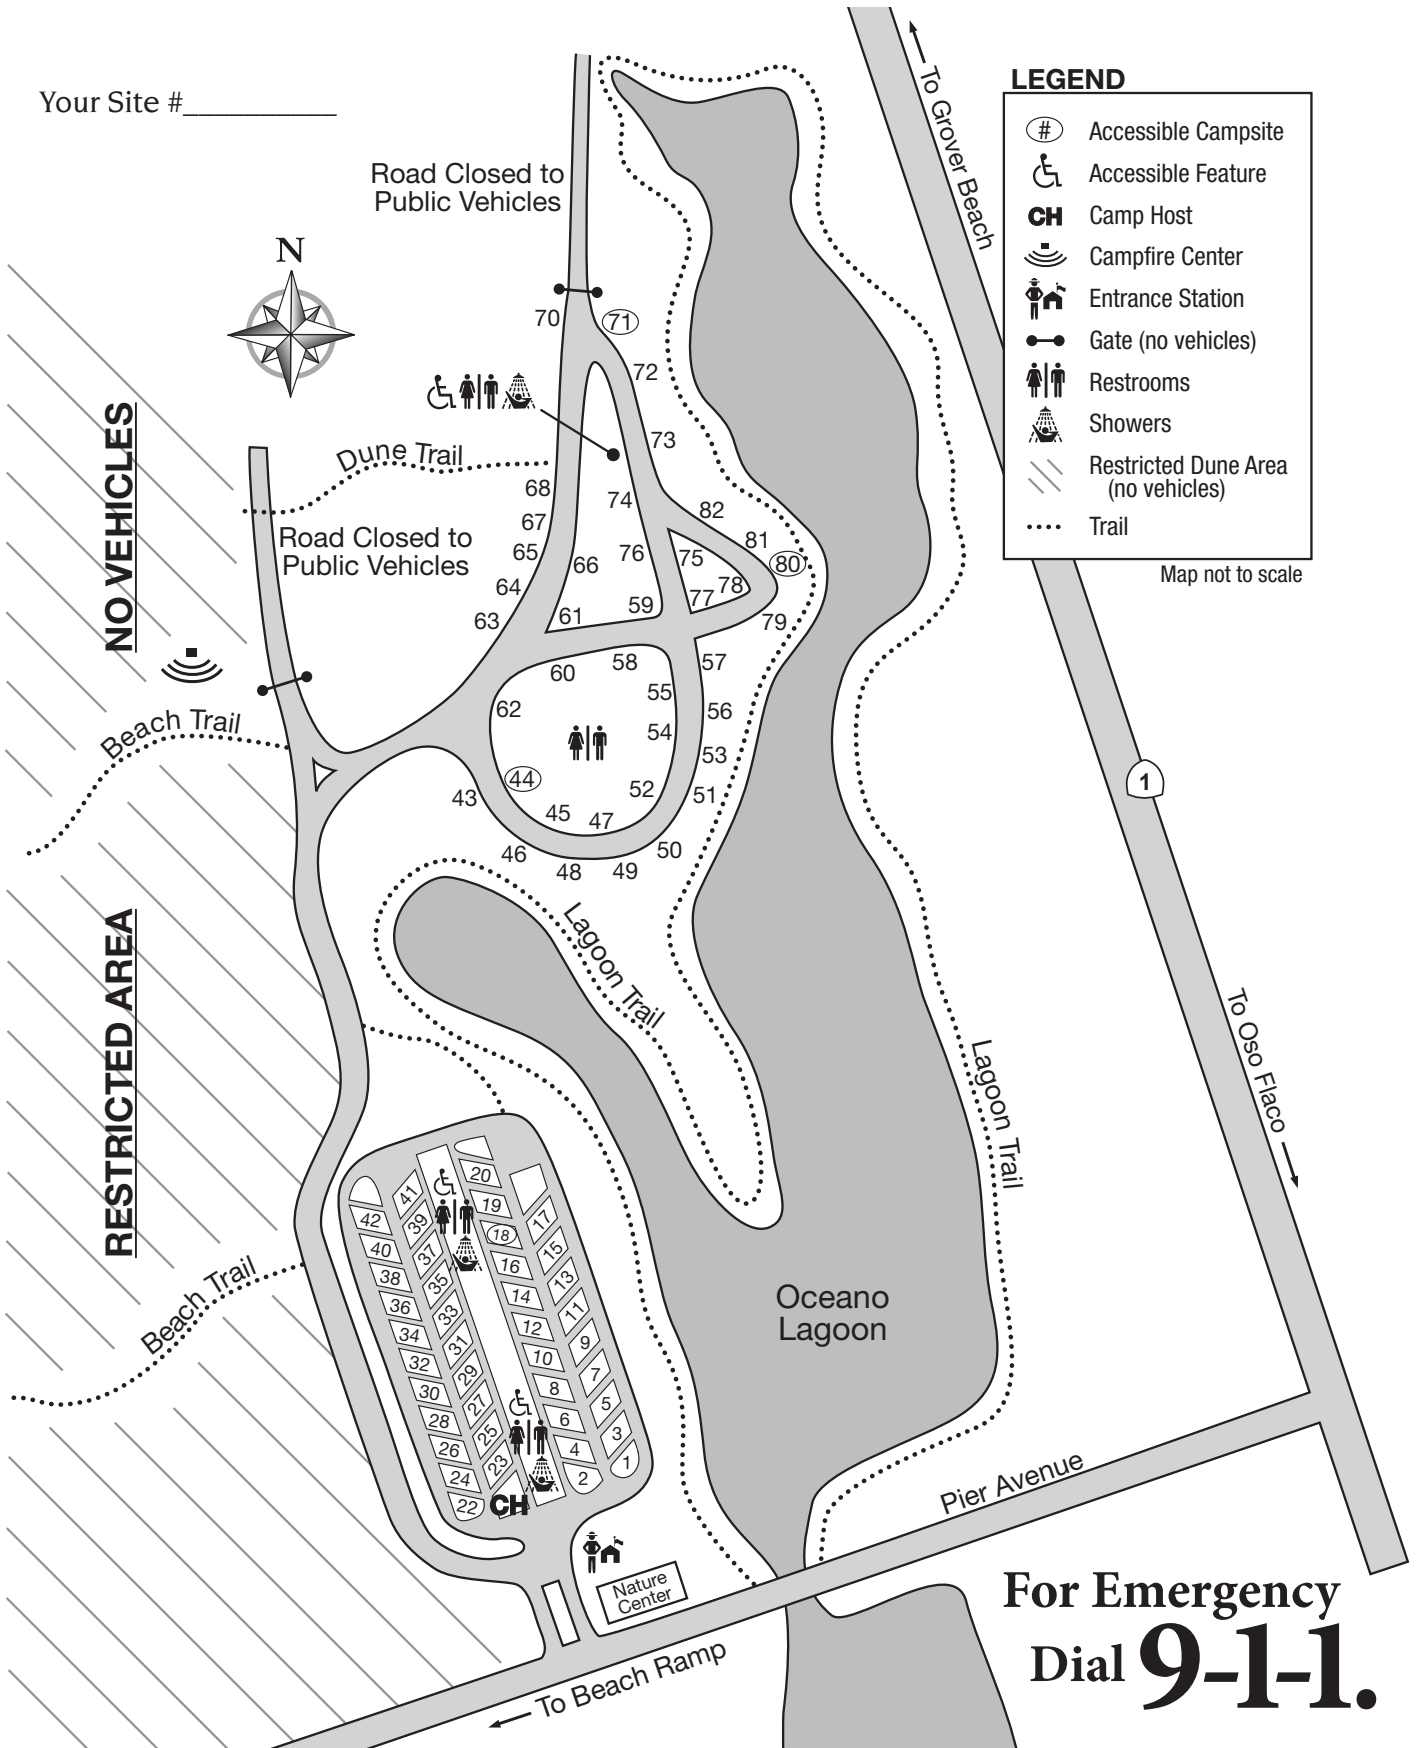 Your Site #__________
To Grover Beach
LEGEND
# Accessible Campsite
Accessible Feature
CH Camp Host
Campfire Center
Entrance Station
Gate (no vehicles)
Restrooms
Showers
Restricted Dune Area
(no vehicles)
Trail
Map not to scale
Road Closed to
Public Vehicles
N
70
71
72
73
Dune Trail
68
74
82
67
81
Road Closed to
Public Vehicles
65
66
76
75
80
64
78
77
63
61
59
79
NO VEHICLES
60
58
57
62
55
56
54
Beach Trail
53
44
43
52
51
45
47
46
50
48
49
1
Lagoon Trail
RESTRICTED AREA
To Oso Flaco
Lagoon Trail
20
41
19
42
39
18
17
40
37
16
15
38
35
14
13
36
33
12
11
34
31
10
9
32
29
8
7
30
27
6
5
28
25
4
3
26
23
2
1
24
22
CH
Beach Trail
Oceano
Lagoon
Pier Avenue
Nature
Center
To Beach Ramp
For Emergency
Dial 9-1-1.